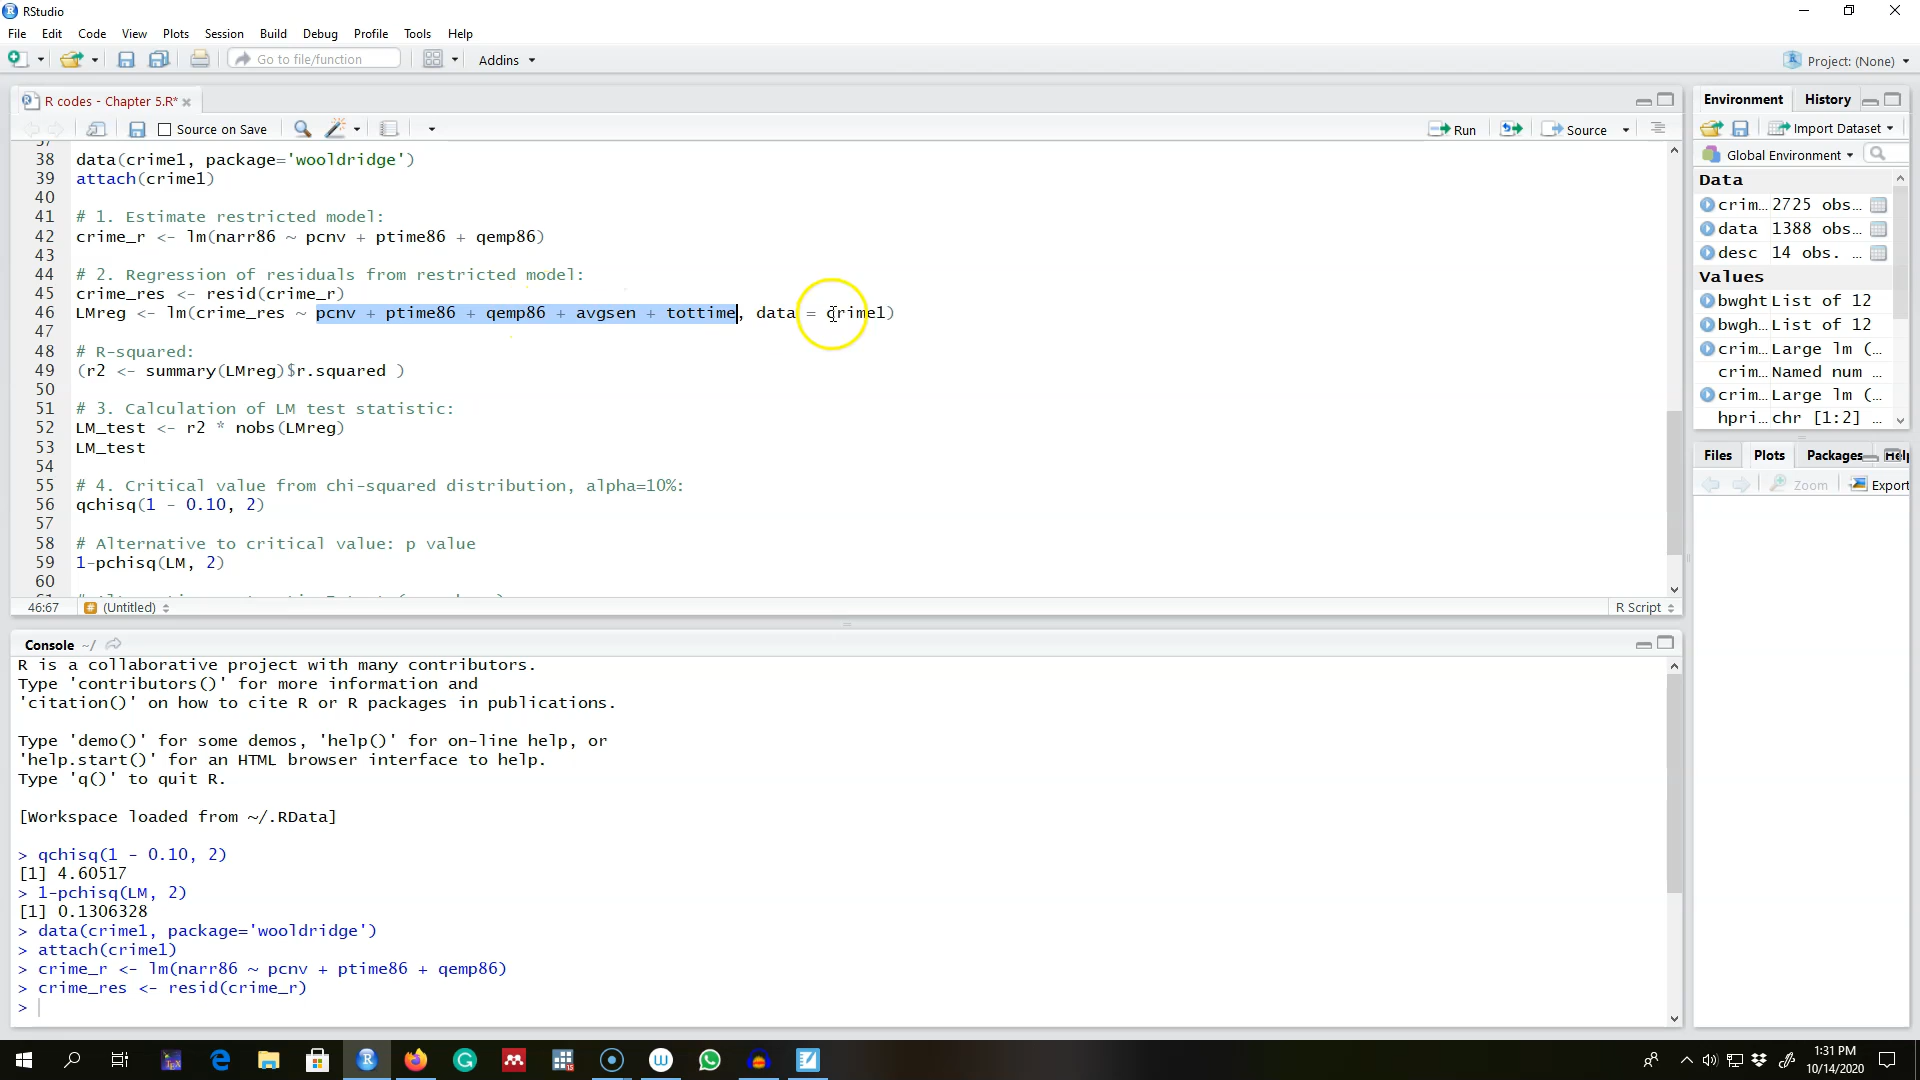 RStudio
File Edit Code View Plots Session Build Debug Profile Tools Help
Go to file/function Addins Project: (None)
R codes - Chapter 5.R*
Source on Save Run Source
38 data(crime1, package='wooldridge')
39 attach(crime1)
40
41 # 1. Estimate restricted model:
42 crime_r <- lm(narr86 ~ pcnv + ptime86 + qemp86)
43
44 # 2. Regression of residuals from restricted model:
45 crime_res <- resid(crime_r)
46 LMreg <- lm(crime_res ~ pcnv + ptime86 + qemp86 + avgsen + tottime, data = crime1)
47
48 # R-squared:
49 (r2 <- summary(LMreg)$r.squared )
50
51 # 3. Calculation of LM test statistic:
52 LM_test <- r2 * nobs(LMreg)
53 LM_test
54
55 # 4. Critical value from chi-squared distribution, alpha=10%:
56 qchisq(1 - 0.10, 2)
57
58 # Alternative to critical value: p value
59 1-pchisq(LM, 2)
60
46:67 (Untitled) R Script
Console ~/
R is a collaborative project with many contributors.
Type 'contributors()' for more information and
'citation()' on how to cite R or R packages in publications.
Type 'demo()' for some demos, 'help()' for on-line help, or
'help.start()' for an HTML browser interface to help.
Type 'q()' to quit R.
[Workspace loaded from ~/.RData]
> qchisq(1 - 0.10, 2)
[1] 4.60517
> 1-pchisq(LM, 2)
[1] 0.1306328
> data(crime1, package='wooldridge')
> attach(crime1)
> crime_r <- lm(narr86 ~ pcnv + ptime86 + qemp86)
> crime_res <- resid(crime_r)
>
Environment History
Import Dataset
Global Environment
Data
crim… 2725 obs…
data 1388 obs…
desc 14 obs. …
Values
bwght List of 12
bwgh… List of 12
crim… Large lm (…
crim… Named num …
crim… Large lm (…
hpri… chr [1:2] …
Files Plots Packages Help
Zoom Export
1:31 PM
10/14/2020